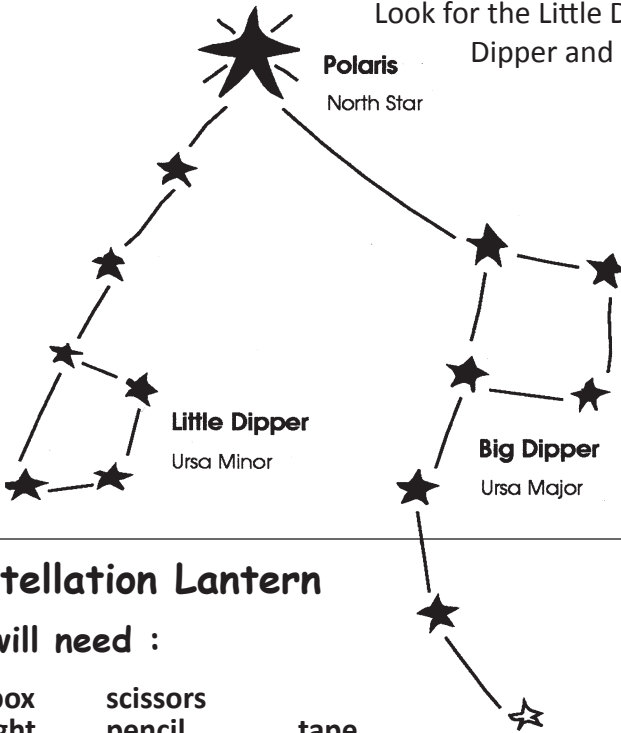 Look for the Little D
Dipper and
Polaris
North Star
Little Dipper
Ursa Minor
Big Dipper
Ursa Major
tellation Lantern
will need :
box scissors
ght pencil tape